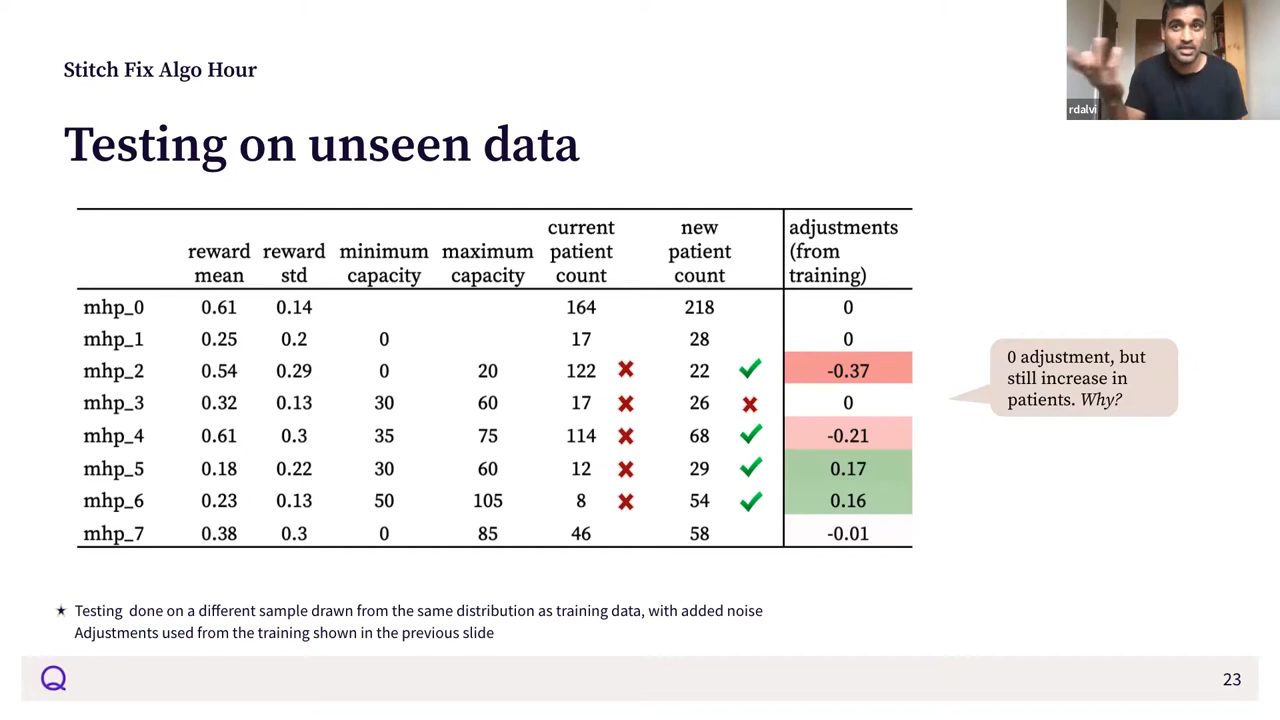 Stitch Fix Algo Hour
rdalvi
Testing on unseen data
reward mean reward std minimum capacity maximum capacity current patient count new patient count adjustments (from training)
mhp_0 0.61 0.14 164 218 0
mhp_1 0.25 0.2 0 17 28 0
mhp_2 0.54 0.29 0 20 122 22 -0.37
mhp_3 0.32 0.13 30 60 17 26 0
mhp_4 0.61 0.3 35 75 114 68 -0.21
mhp_5 0.18 0.22 30 60 12 29 0.17
mhp_6 0.23 0.13 50 105 8 54 0.16
mhp_7 0.38 0.3 0 85 46 58 -0.01
0 adjustment, but
still increase in
patients. Why?
Testing done on a different sample drawn from the same distribution as training data, with added noise
Adjustments used from the training shown in the previous slide
23